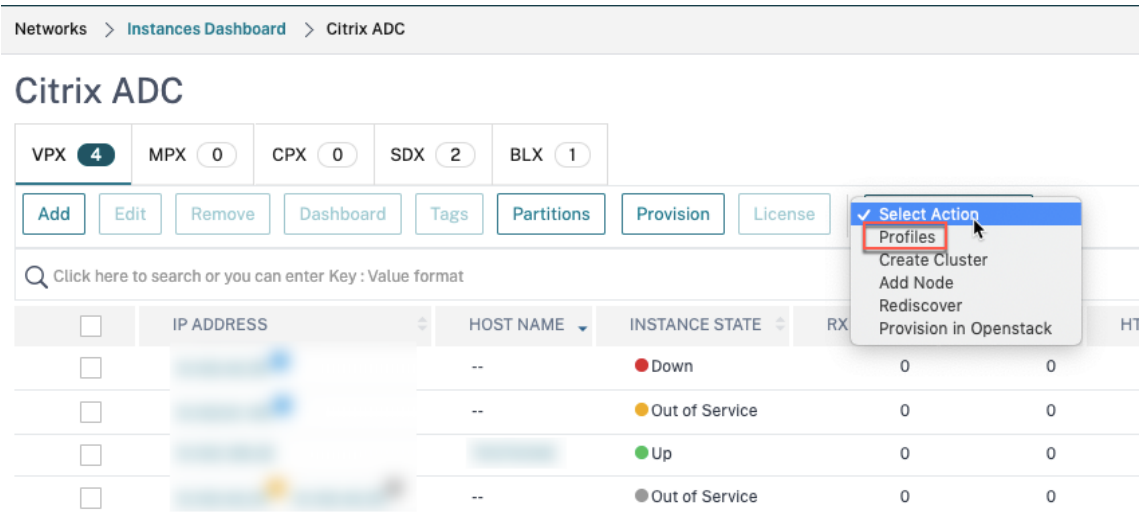 Networks > Instances Dashboard > Citrix ADC
Citrix ADC
VPX 4 MPX 0 CPX 0 SDX 2 BLX 1
Add Edit Remove Dashboard Tags Partitions Provision License
✓ Select Action
Profiles
Create Cluster
Add Node
Rediscover
Provision in Openstack
Click here to search or you can enter Key : Value format
IP ADDRESS HOST NAME INSTANCE STATE RX HT
-- Down 0 0
-- Out of Service 0 0
Up 0 0
-- Out of Service 0 0